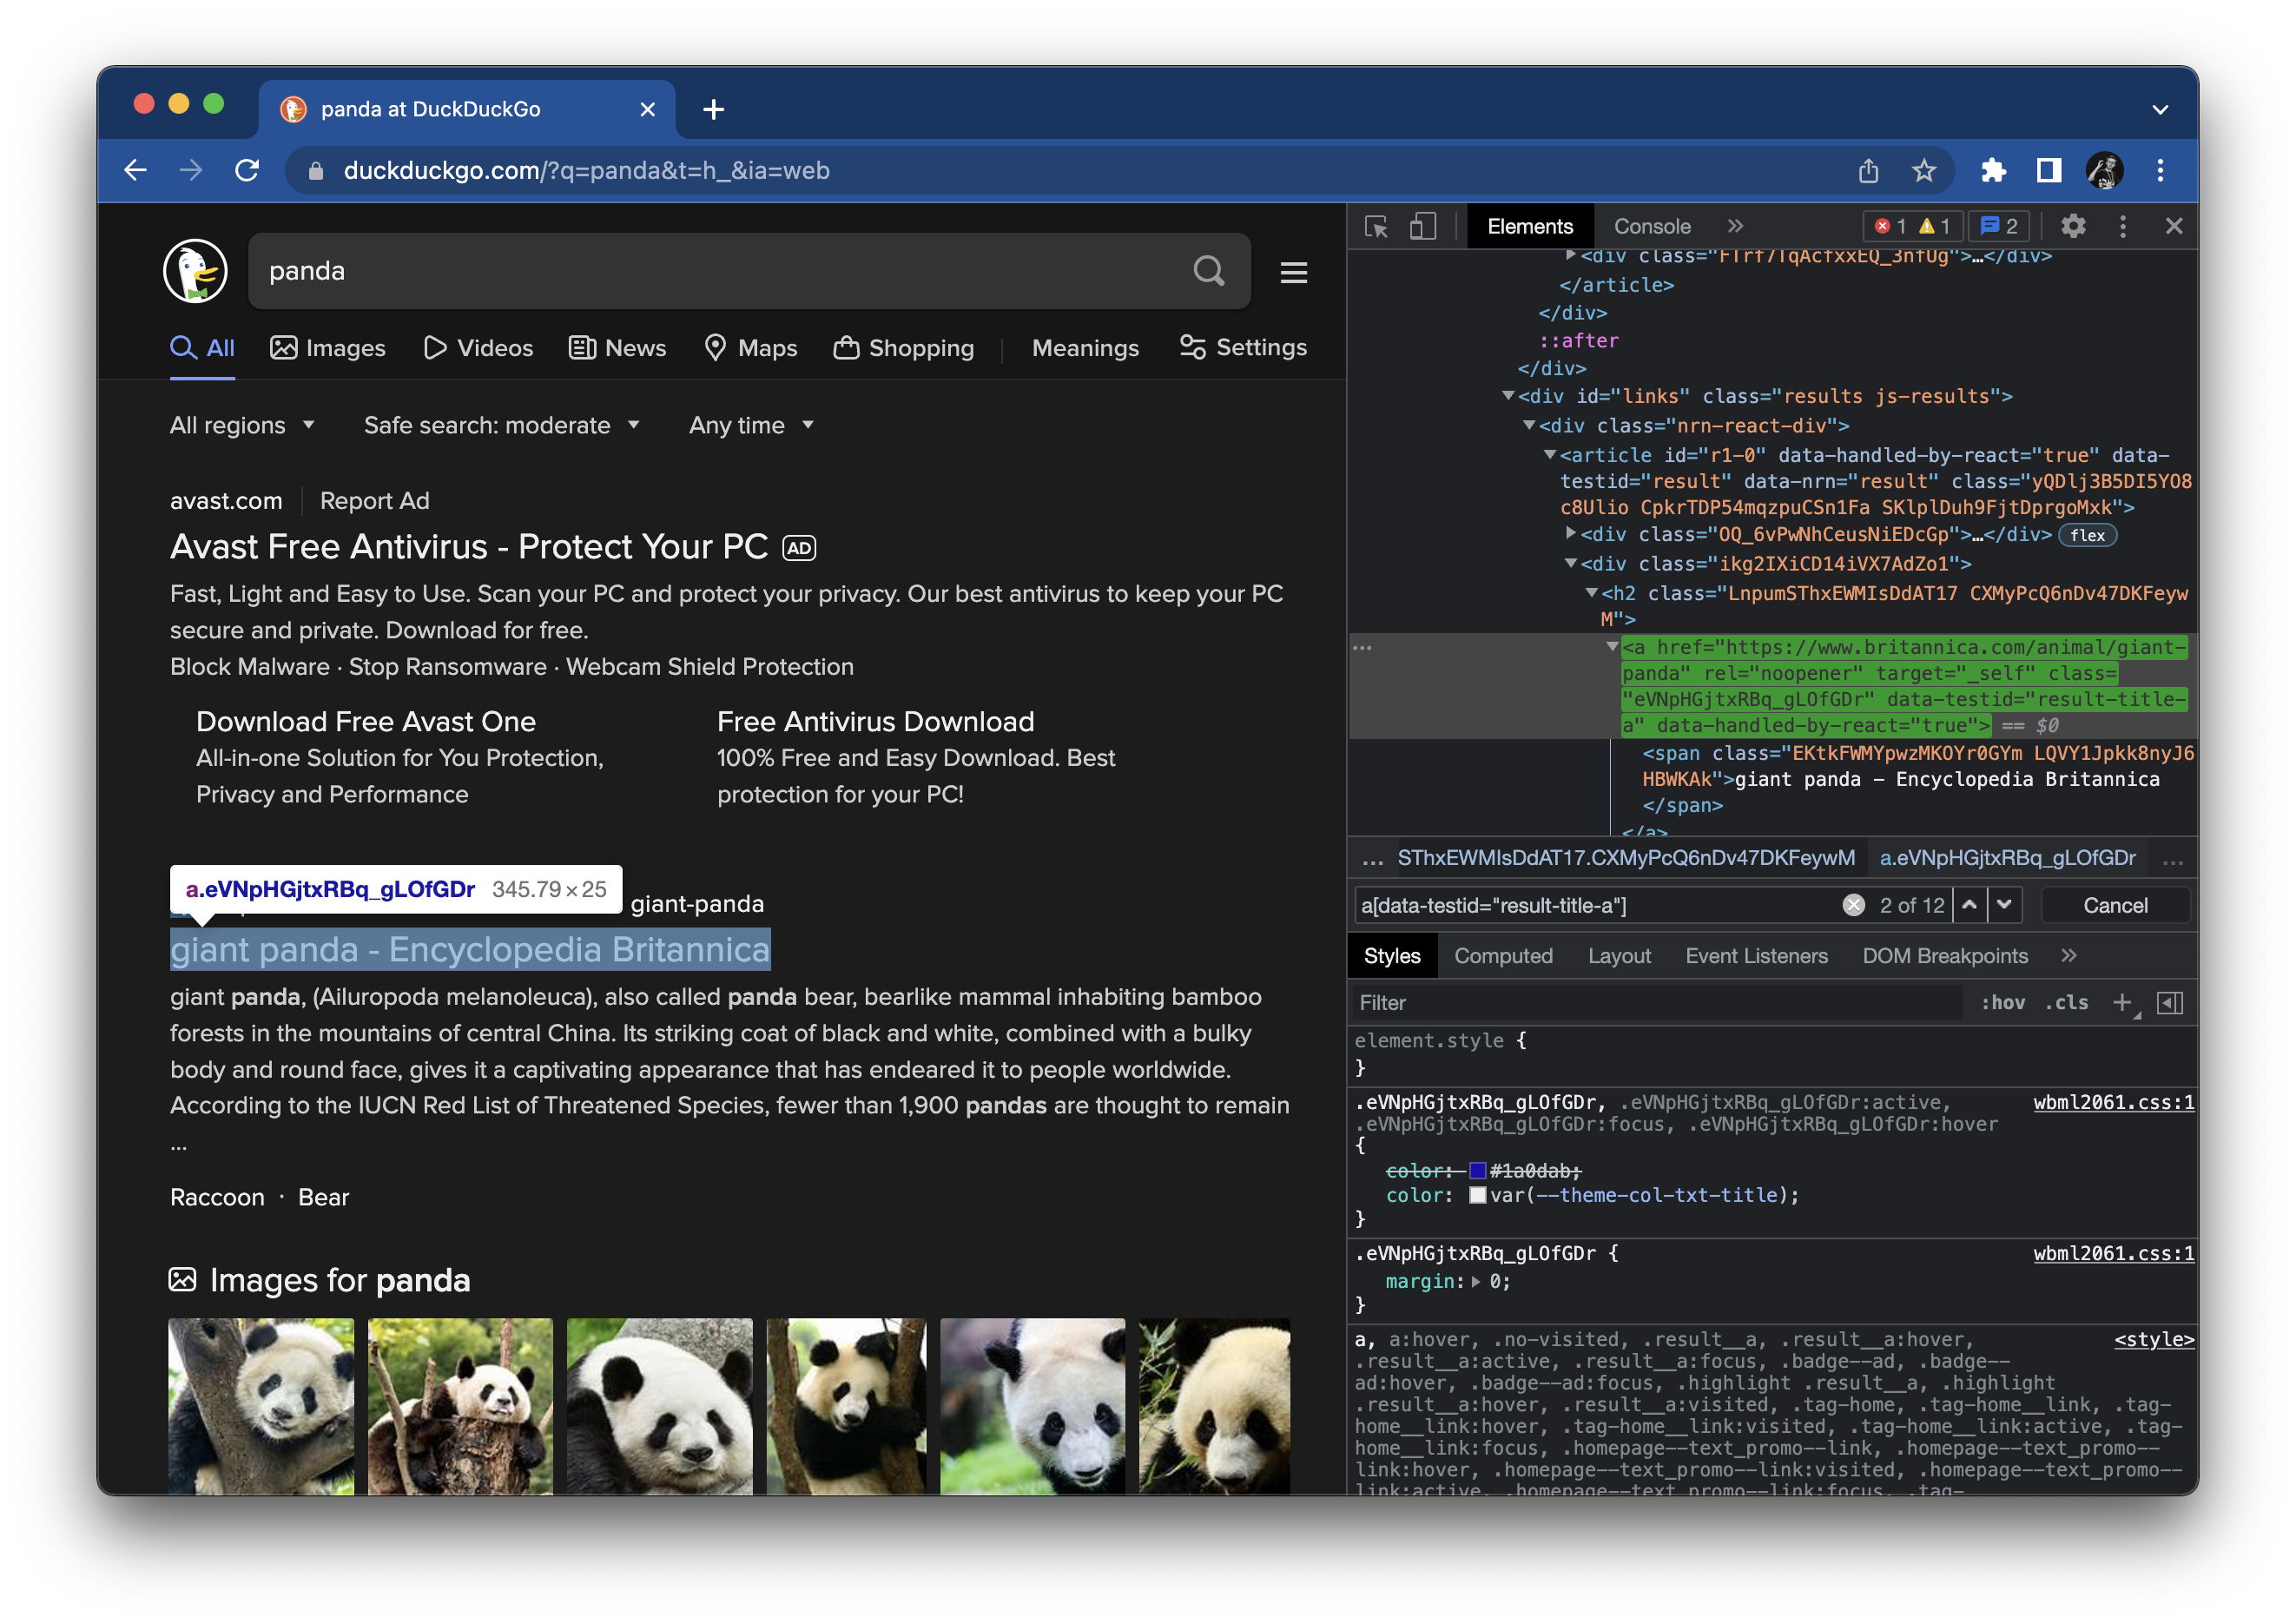 panda at DuckDuckGo
duckduckgo.com/?q=panda&t=h_&ia=web
panda
All
Images
Videos
News
Maps
Shopping
Meanings
Settings
All regions
Safe search: moderate
Any time
avast.com
Report Ad
Avast Free Antivirus - Protect Your PC AD
Fast, Light and Easy to Use. Scan your PC and protect your privacy. Our best antivirus to keep your PC
secure and private. Download for free.
Block Malware · Stop Ransomware · Webcam Shield Protection
Download Free Avast One
All-in-one Solution for You Protection,
Privacy and Performance
Free Antivirus Download
100% Free and Easy Download. Best
protection for your PC!
a.eVNpHGjtxRBq_gLOfGDr 345.79×25
giant-panda
giant panda - Encyclopedia Britannica
giant panda, (Ailuropoda melanoleuca), also called panda bear, bearlike mammal inhabiting bamboo
forests in the mountains of central China. Its striking coat of black and white, combined with a bulky
body and round face, gives it a captivating appearance that has endeared it to people worldwide.
According to the IUCN Red List of Threatened Species, fewer than 1,900 pandas are thought to remain
...
Raccoon · Bear
Images for panda
Elements
Console
1
1
2
<div class="FTrf7TqAcfxxEQ_3nfUg">…</div>
</article>
</div>
::after
</div>
<div id="links" class="results js-results">
<div class="nrn-react-div">
<article id="r1-0" data-handled-by-react="true" data-
testid="result" data-nrn="result" class="yQDlj3B5DI5YO8
c8Ulio CpkrTDP54mqzpuCSn1Fa SKlplDuh9FjtDprgoMxk">
<div class="OQ_6vPwNhCeusNiEDcGp">…</div> flex
<div class="ikg2IXiCD14iVX7AdZo1">
<h2 class="LnpumSThxEWMIsDdAT17 CXMyPcQ6nDv47DKFeyw
M">
<a href="https://www.britannica.com/animal/giant-
panda" rel="noopener" target="_self" class=
"eVNpHGjtxRBq_gLOfGDr" data-testid="result-title-
a" data-handled-by-react="true"> == $0
<span class="EKtkFWMYpwzMKOYr0GYm LQVY1Jpkk8nyJ6
HBWKAk">giant panda – Encyclopedia Britannica
</span>
</a>
... SThxEWMIsDdAT17.CXMyPcQ6nDv47DKFeywM a.eVNpHGjtxRBq_gLOfGDr ...
a[data-testid="result-title-a"]
2 of 12
Cancel
Styles
Computed
Layout
Event Listeners
DOM Breakpoints
Filter
:hov .cls
element.style {
}
.eVNpHGjtxRBq_gLOfGDr, .eVNpHGjtxRBq_gLOfGDr:active, wbml2061.css:1
.eVNpHGjtxRBq_gLOfGDr:focus, .eVNpHGjtxRBq_gLOfGDr:hover
{
color: #1a0dab;
color: var(--theme-col-txt-title);
}
.eVNpHGjtxRBq_gLOfGDr { wbml2061.css:1
margin: 0;
}
a, a:hover, .no-visited, .result__a, .result__a:hover, <style>
.result__a:active, .result__a:focus, .badge--ad, .badge--
ad:hover, .badge--ad:focus, .highlight .result__a, .highlight
.result__a:hover, .result__a:visited, .tag-home, .tag-home__link, .tag-
home__link:hover, .tag-home__link:visited, .tag-home__link:active, .tag-
home__link:focus, .homepage--text_promo--link, .homepage--text_promo--
link:hover, .homepage--text_promo--link:visited, .homepage--text_promo--
link:active, .homepage--text_promo--link:focus, .tag-